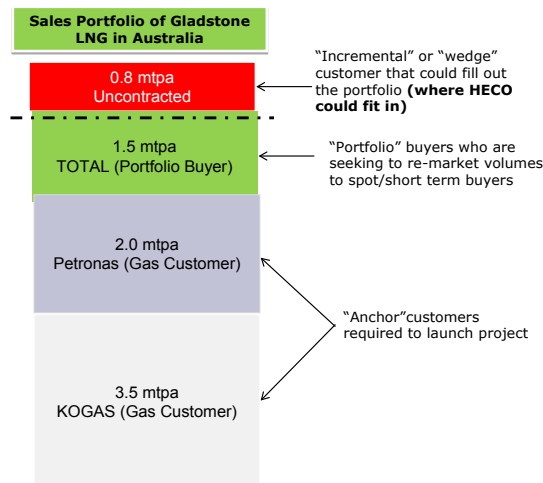 Sales Portfolio of Gladstone
LNG in Australia
0.8 mtpa
Uncontracted
“Incremental” or “wedge”
customer that could fill out
the portfolio (where HECO
could fit in)
1.5 mtpa
TOTAL (Portfolio Buyer)
“Portfolio” buyers who are
seeking to re-market volumes
to spot/short term buyers
2.0 mtpa
Petronas (Gas Customer)
“Anchor”customers
required to launch project
3.5 mtpa
KOGAS (Gas Customer)